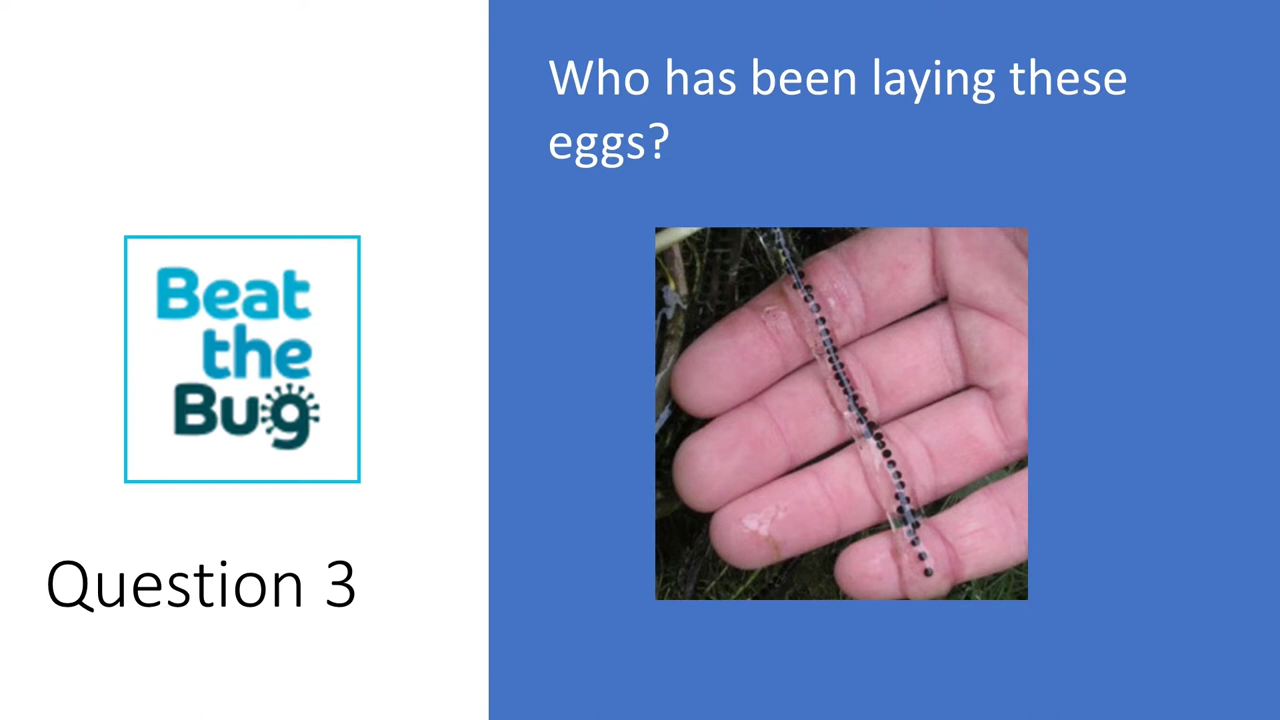 Who has been laying these
eggs?
Beat
the
Bug
Question 3